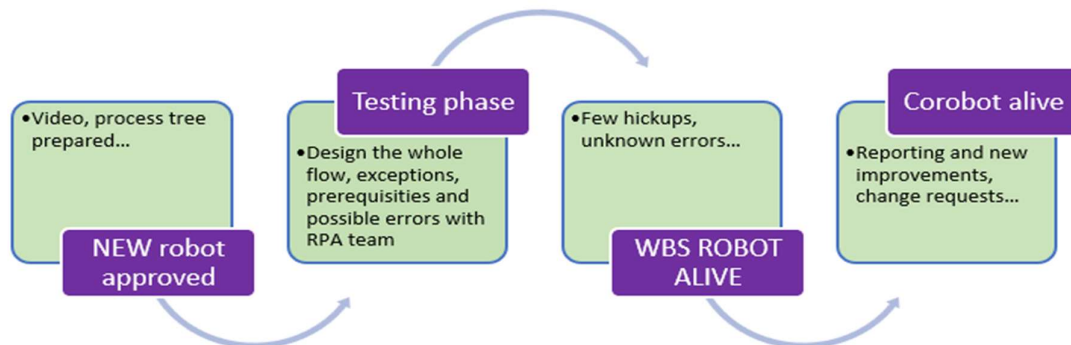 •Video, process tree
prepared...
NEW robot
approved
Testing phase
•Design the whole
flow, exceptions,
prerequisities and
possible errors with
RPA team
•Few hickups,
unknown errors...
WBS ROBOT
ALIVE
Corobot alive
•Reporting and new
improvements,
change requests...